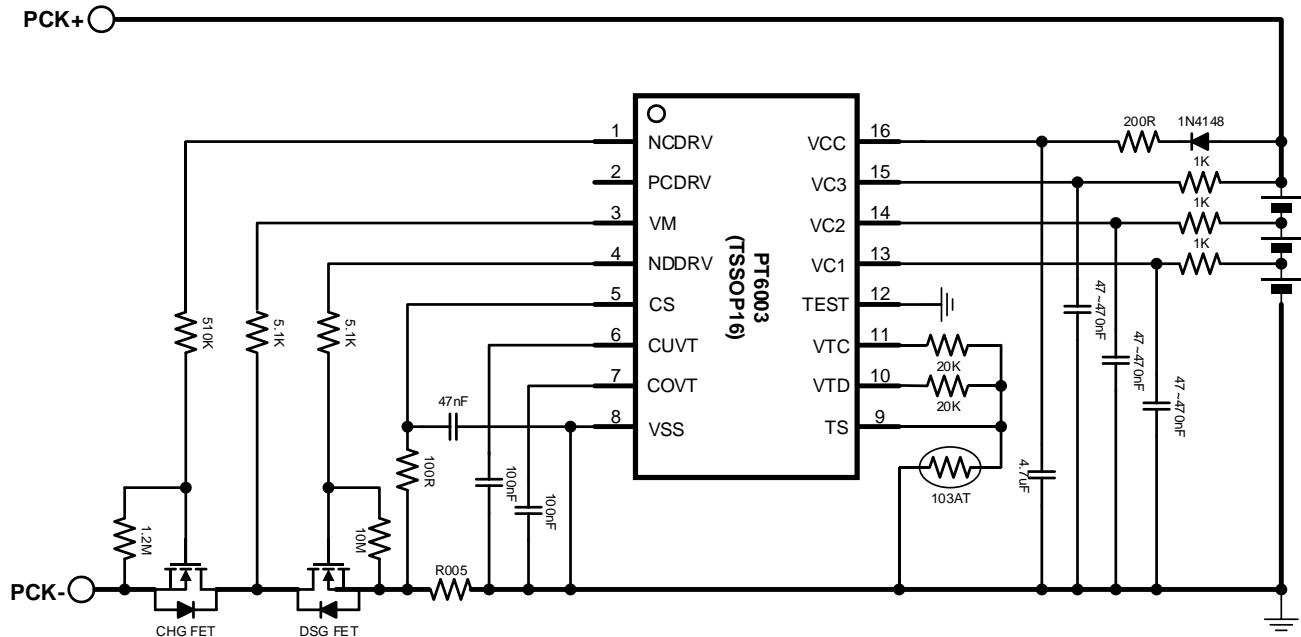 PCK+
1
NCDRV
2
PCDRV
3
VM
4
NDDRV
5
CS
6
CUVT
7
COVT
8
VSS
PT6003
(TSSOP16)
16
VCC
15
VC3
14
VC2
13
VC1
12
TEST
11
VTC
10
VTD
9
TS
200R
1N4148
1K
1K
1K
20K
20K
103AT
4.7uF
47~470nF
47~470nF
47~470nF
510K
5.1K
5.1K
47nF
100R
100nF
100nF
1.2M
10M
R005
PCK-
CHG FET
DSG FET